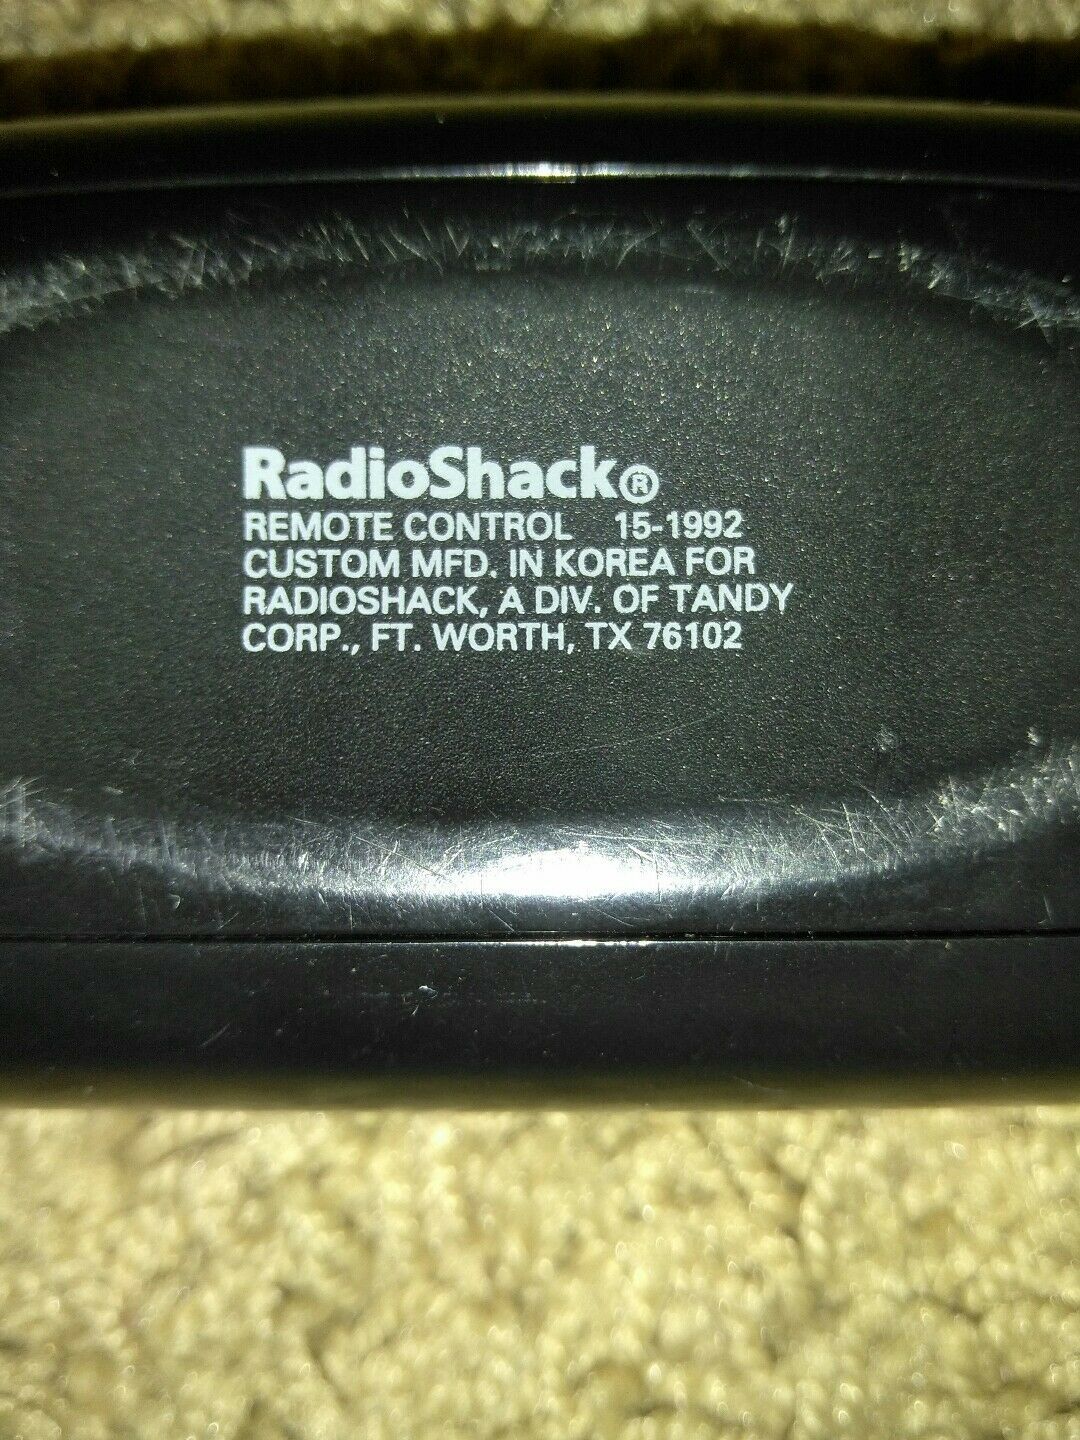 RadioShack®
REMOTE CONTROL 15-1992
CUSTOM MFD. IN KOREA FOR
RADIOSHACK, A DIV. OF TANDY
CORP., FT. WORTH, TX 76102